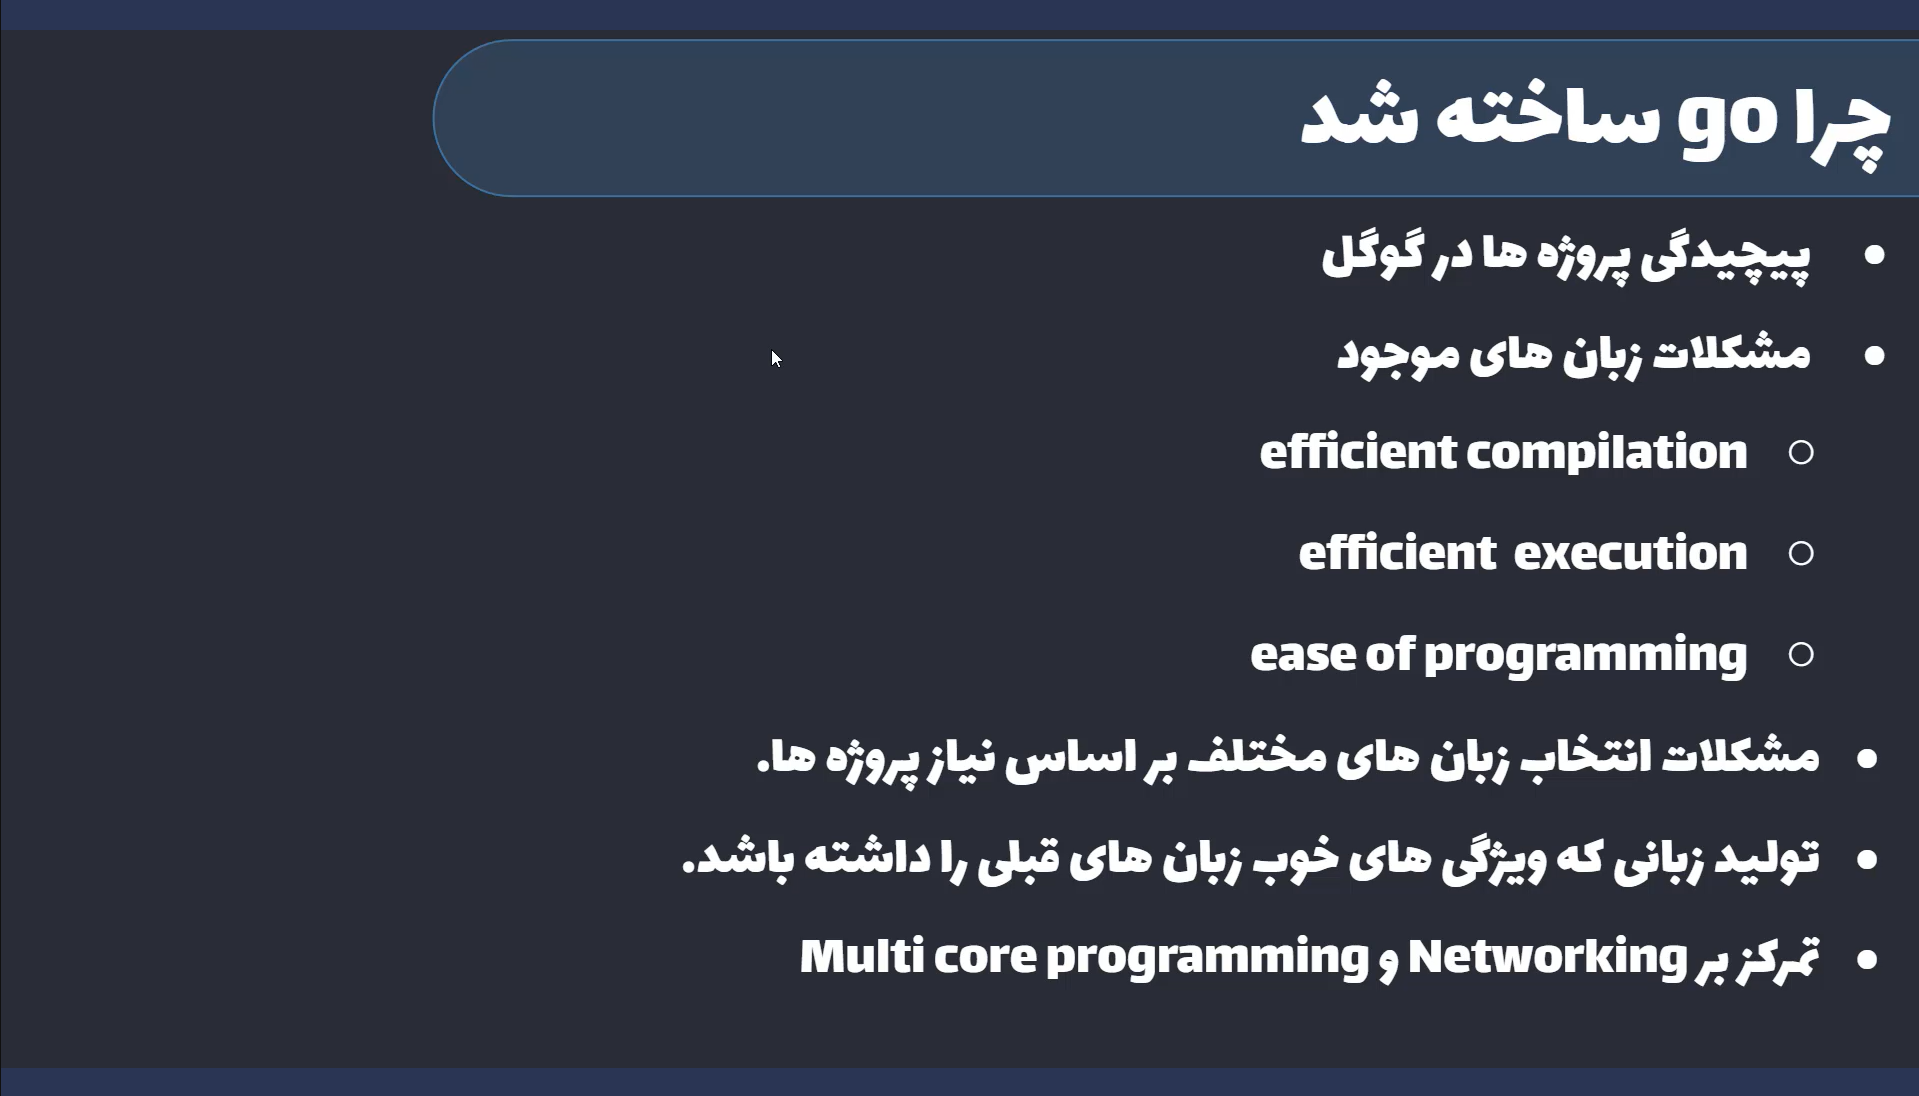 چرا go ساخته شد
● پیچیدگی پروژه ها در گوگل
● مشکلات زبان های موجود
○ efficient compilation
○ efficient  execution
○ ease of programming
● مشکلات انتخاب زبان های مختلف بر اساس نیاز پروژه ها.
● تولید زبانی که ویژگی های خوب زبان های قبلی را داشته باشد.
● تمرکز بر Networking و Multi core programming